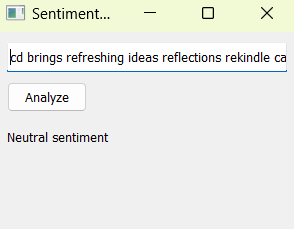 Sentiment...
cd brings refreshing ideas reflections rekindle ca
Analyze
Neutral sentiment